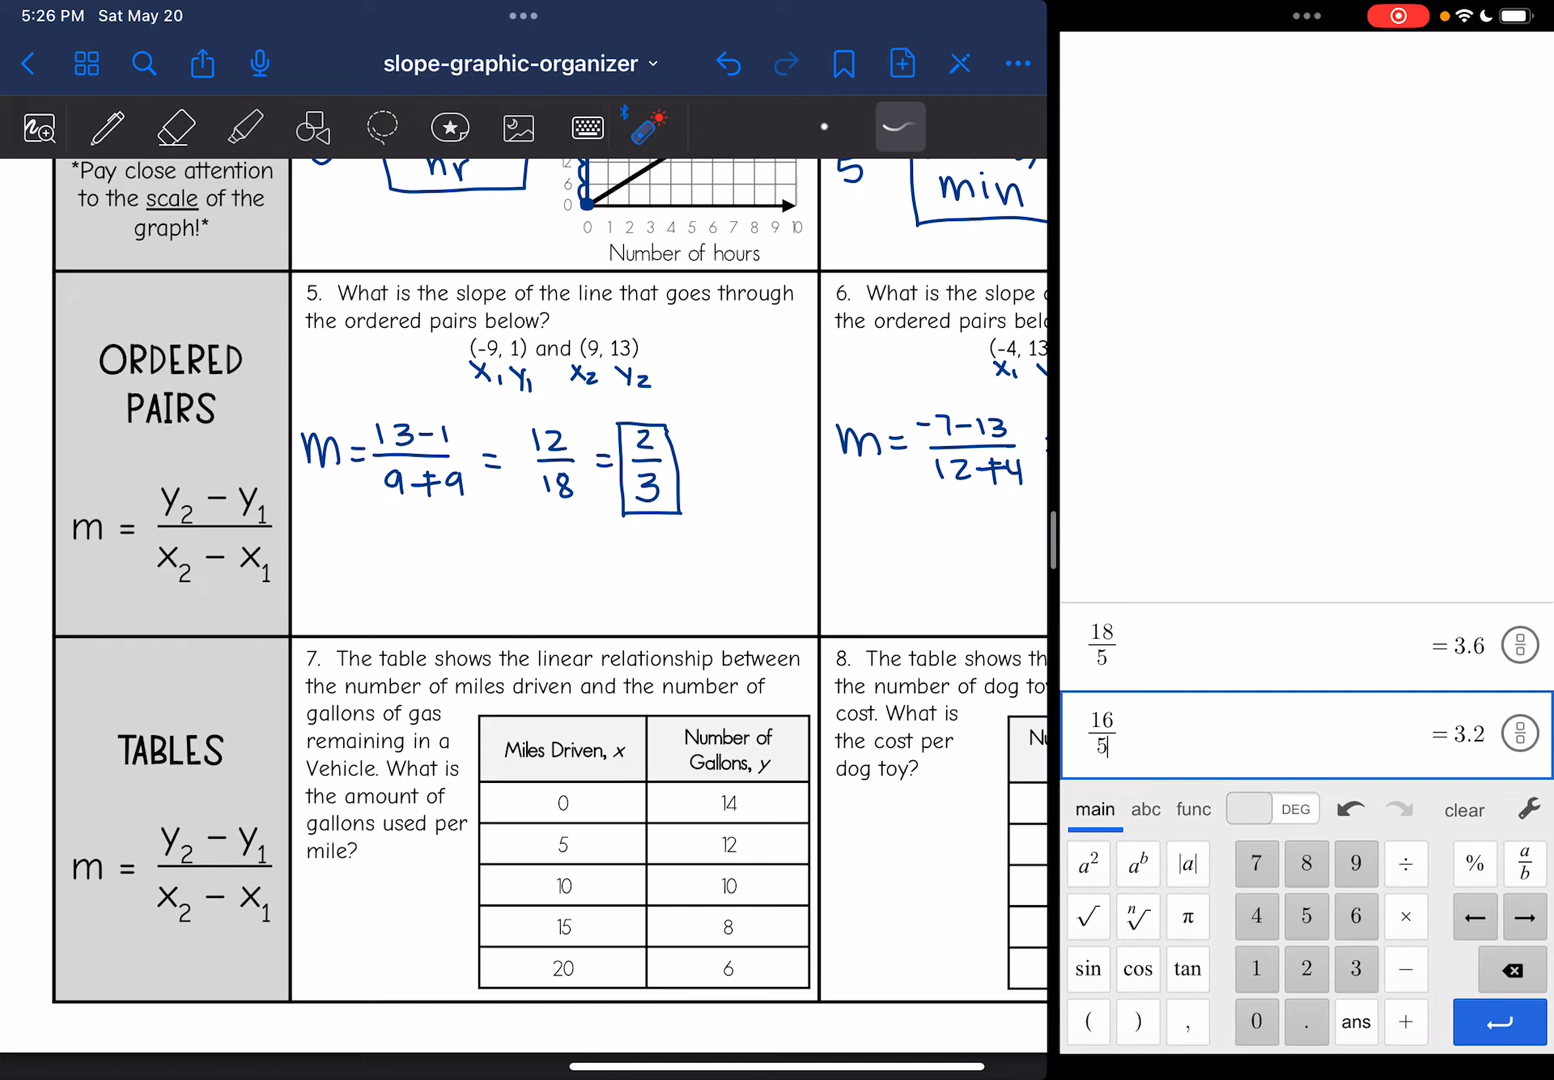 5:26 PM Sat May 20
slope-graphic-organizer
*Pay close attention
to the scale of the
graph!*
hr
12
6
0
0 1 2 3 4 5 6 7 8 9 10
Number of hours
5
min
ORDERED
PAIRS
m = y₂ - y₁ / x₂ - x₁
5. What is the slope of the line that goes through
the ordered pairs below?
(-9, 1) and (9, 13)
x₁ y₁ x₂ y₂
m = 13-1 / 9+9 = 12/18 = 2/3
6. What is the slope
the ordered pairs bel
(-4, 13
x₁
m = -7-13 / 12+4 =
TABLES
m = y₂ - y₁ / x₂ - x₁
7. The table shows the linear relationship between
the number of miles driven and the number of
gallons of gas
remaining in a
Vehicle. What is
the amount of
gallons used per
mile?
Miles Driven, x
Number of
Gallons, y
0 14
5 12
10 10
15 8
20 6
8. The table shows th
the number of dog to
cost. What is
the cost per
dog toy?
Nu
18/5 = 3.6
16/5 = 3.2
main abc func DEG clear
a² aᵇ |a| 7 8 9 ÷ % a/b
√ ⁿ√ π 4 5 6 × ← →
sin cos tan 1 2 3 −
( ) , 0 . ans +